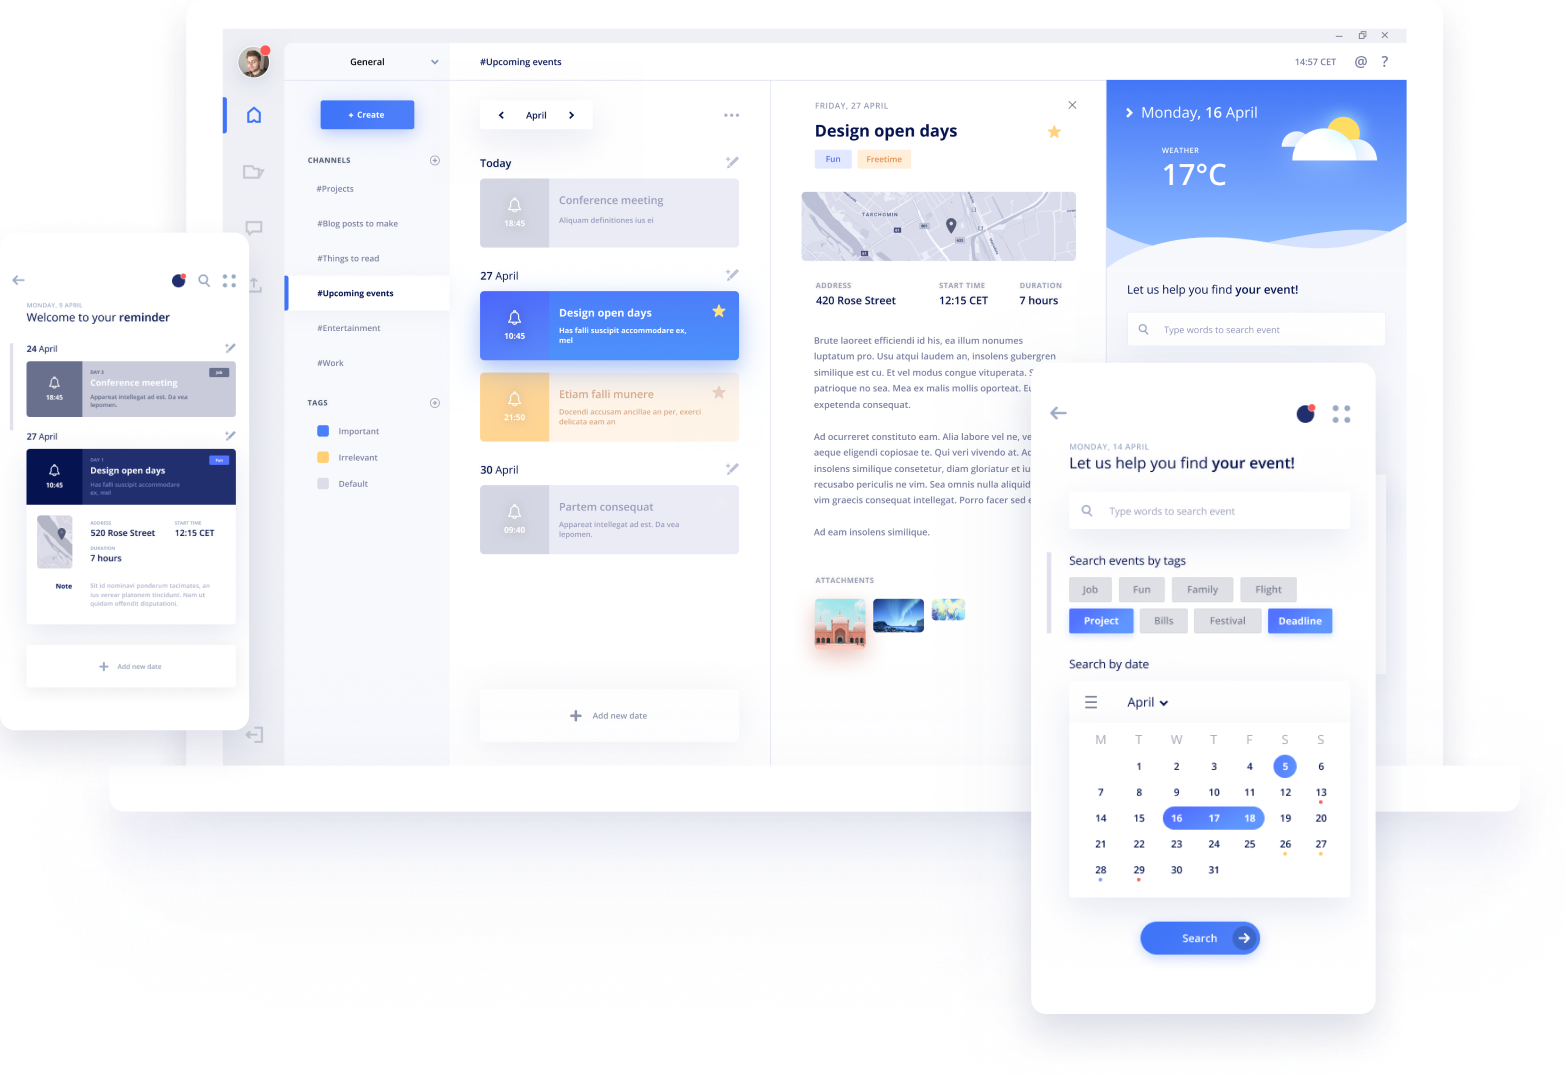 General
#Upcoming events
14:57 CET
@ ?
+ Create
CHANNELS
#Projects
#Blog posts to make
#Things to read
#Upcoming events
#Entertainment
#Work
TAGS
Important
Irrelevant
Default
April
Today
18:45
Conference meeting
Aliquam definitiones ius ei
27 April
10:45
Design open days
Has falli suscipit accommodare ex,
mel
21:50
Etiam falli munere
Docendi accusam ancillae an per, exerci
delicata eam an
30 April
09:40
Partem consequat
Appareat intellegat ad est. Da vea
lepomen.
+ Add new date
FRIDAY, 27 APRIL
Design open days
Fun
Freetime
TARCHOMIN
ADDRESS
420 Rose Street
START TIME
12:15 CET
DURATION
7 hours
Brute laoreet efficiendi id his, ea illum nonumes
luptatum pro. Usu atqui laudem an, insolens gubergren
similique est cu. Et vel modus congue vituperata. S
patrioque no sea. Mea ex malis mollis oporteat. Eu
expetenda consequat.
Ad ocurreret constituto eam. Alia labore vel ne, ve
aeque eligendi copiosae te. Qui veri vivendo at. Ac
insolens similique consetetur, diam gloriatur et iu
recusabo periculis ne vim. Sea omnis nulla aliquid
vim graecis consequat intellegat. Porro facer sed e
Ad eam insolens similique.
ATTACHMENTS
Monday, 16 April
WEATHER
17°C
Let us help you find your event!
Type words to search event
MONDAY, 9 APRIL
Welcome to your reminder
24 April
18:45
DAY 2
Job
Conference meeting
Appareat intellegat ad est. Da vea
lepomen.
27 April
10:45
DAY 1
Fun
Design open days
Has falli suscipit accommodare
ex, mel
ADDRESS
520 Rose Street
START TIME
12:15 CET
DURATION
7 hours
Note
Sit id nominavi ponderum tacimates, an
ius verear platonem tincidunt. Nam ut
quidam offendit disputationi.
+ Add new date
MONDAY, 14 APRIL
Let us help you find your event!
Type words to search event
Search events by tags
Job Fun Family Flight
Project Bills Festival Deadline
Search by date
April
M T W T F S S
1 2 3 4 5 6
7 8 9 10 11 12 13
14 15 16 17 18 19 20
21 22 23 24 25 26 27
28 29 30 31
Search